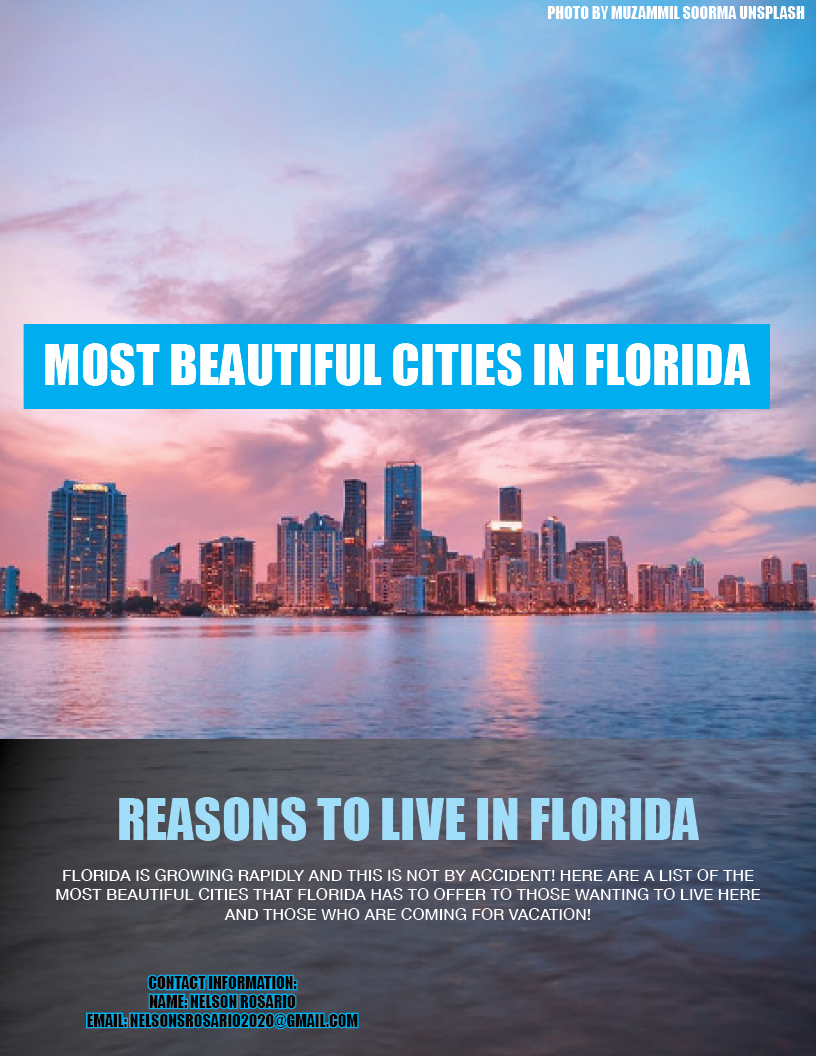 PHOTO BY MUZAMMIL SOORMA UNSPLASH
MOST BEAUTIFUL CITIES IN FLORIDA
REASONS TO LIVE IN FLORIDA
FLORIDA IS GROWING RAPIDLY AND THIS IS NOT BY ACCIDENT! HERE ARE A LIST OF THE
MOST BEAUTIFUL CITIES THAT FLORIDA HAS TO OFFER TO THOSE WANTING TO LIVE HERE
AND THOSE WHO ARE COMING FOR VACATION!
CONTACT INFORMATION:
NAME: NELSON ROSARIO
EMAIL: NELSONSROSARIO2020@GMAIL.COM